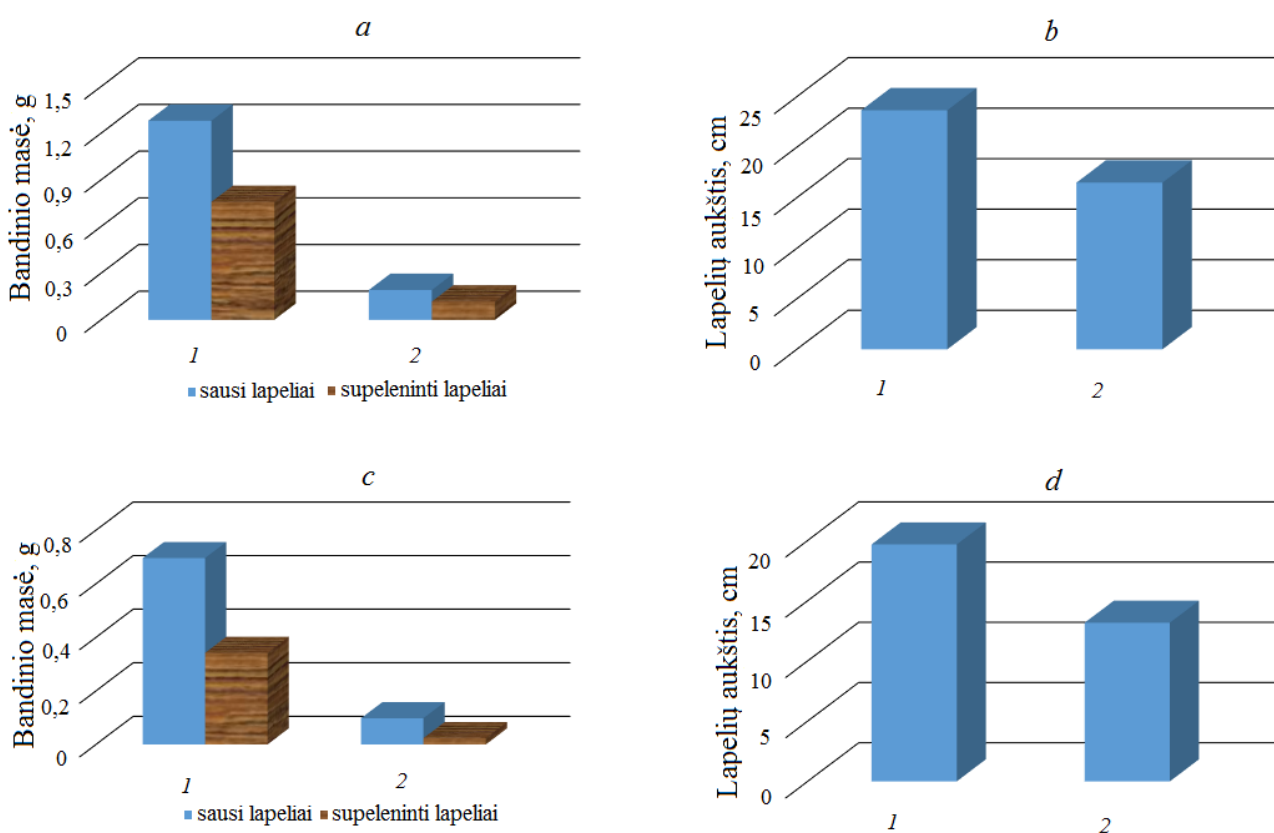 a
Bandinio masė, g
1,5
1,2
0,9
0,6
0,3
0
1 2
sausi lapeliai supeleninti lapeliai
b
Lapelių aukštis, cm
25
20
15
10
5
0
1 2
c
Bandinio masė, g
0,8
0,6
0,4
0,2
0
1 2
sausi lapeliai supeleninti lapeliai
d
Lapelių aukštis, cm
20
15
10
5
0
1 2